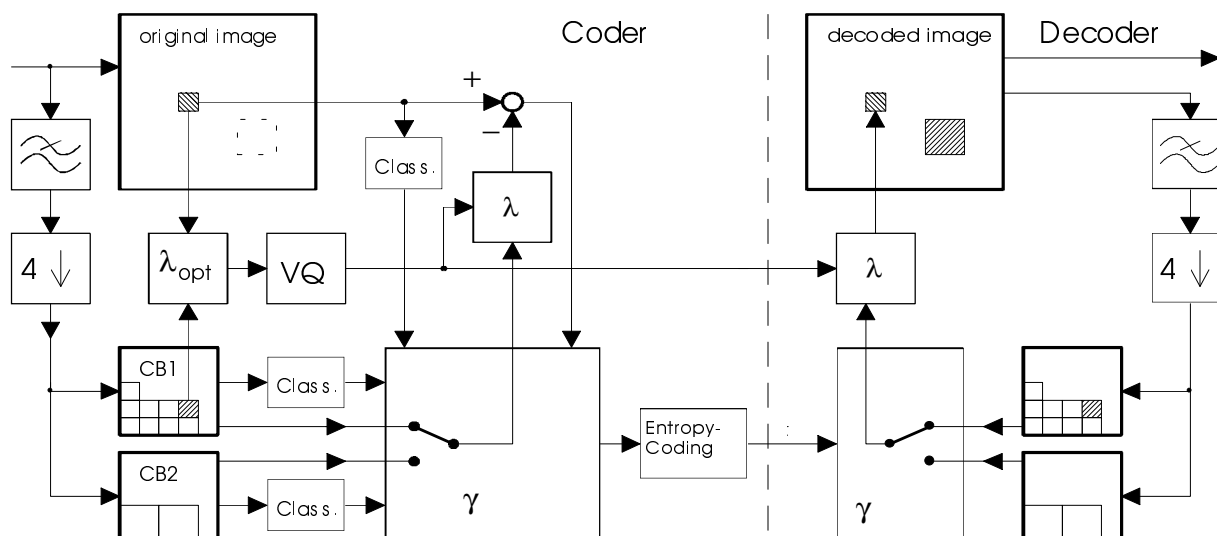 original image
Coder
decoded image
Decoder
+
−
Class.
λ
4
λopt
VQ
λ
4
CB1
Class.
Entropy-
Coding
CB2
Class.
γ
γ